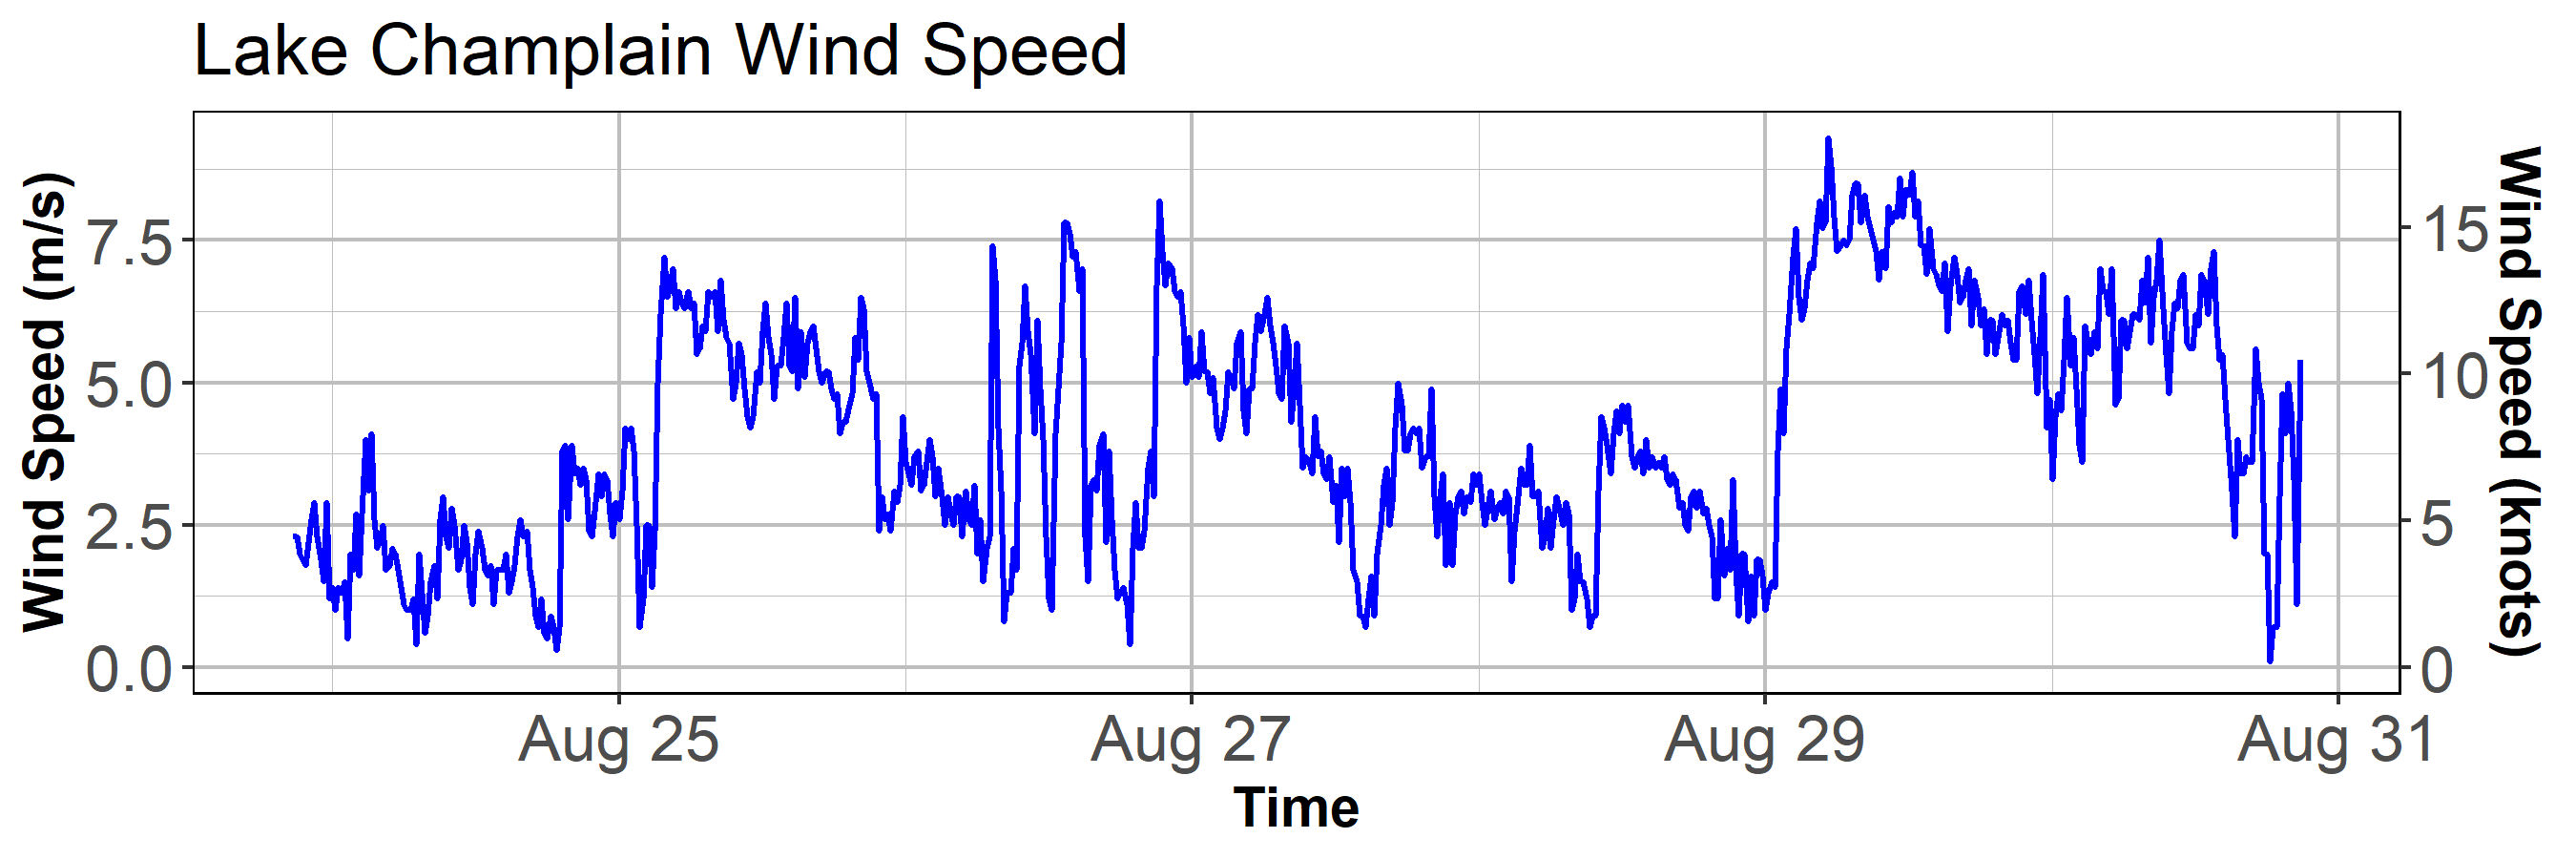 Lake Champlain Wind Speed
Wind Speed (m/s)
7.5
5.0
2.5
0.0
Wind Speed (knots)
15
10
5
0
Aug 25
Aug 27
Aug 29
Aug 31
Time